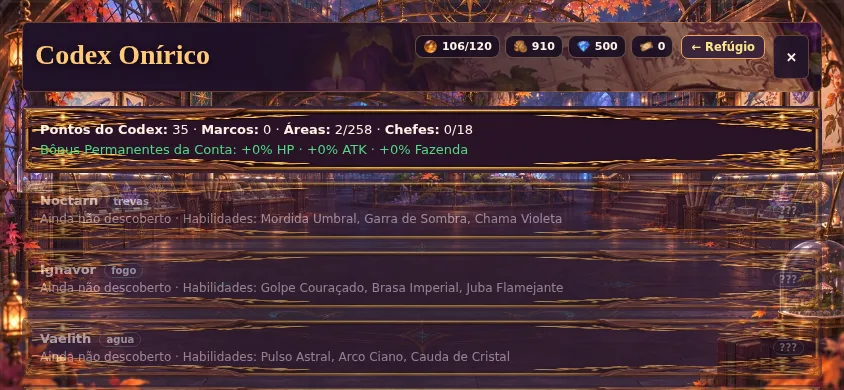 Codex Onírico
106/120 910 500 0 ← Refúgio ×
Pontos do Codex: 35 · Marcos: 0 · Áreas: 2/258 · Chefes: 0/18
Bônus Permanentes da Conta: +0% HP · +0% ATK · +0% Fazenda
Noctarn trevas
???
Ainda não descoberto · Habilidades: Mordida Umbral, Garra de Sombra, Chama Violeta
Ignavor fogo
???
Ainda não descoberto · Habilidades: Golpe Couraçado, Brasa Imperial, Juba Flamejante
Vaelith agua
???
Ainda não descoberto · Habilidades: Pulso Astral, Arco Ciano, Cauda de Cristal